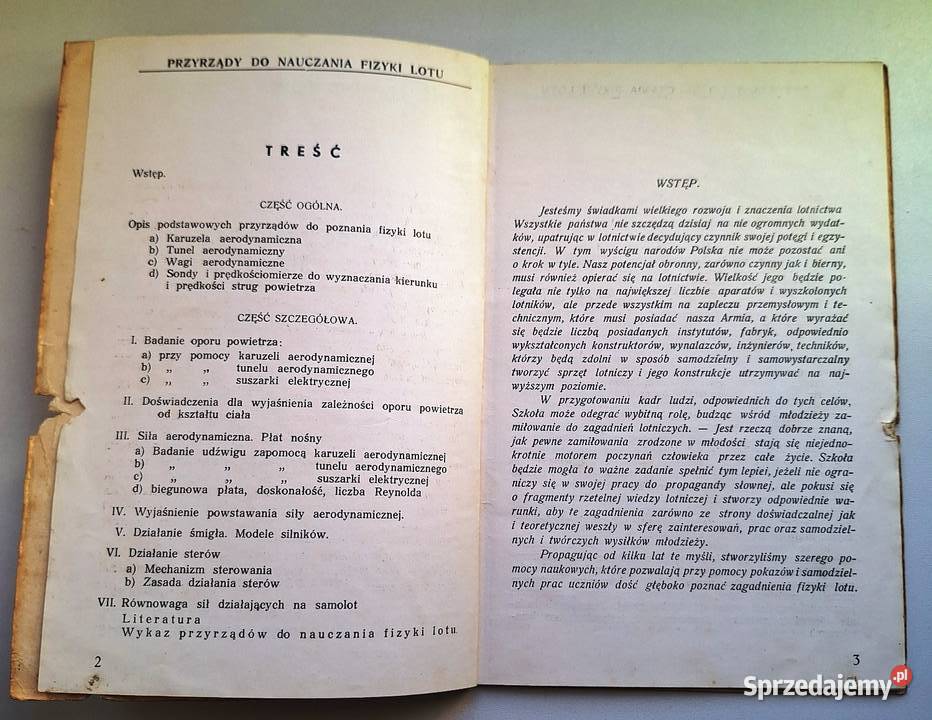 PRZYRZĄDY DO NAUCZANIA FIZYKI LOTU
TREŚĆ
Wstęp.
CZĘŚĆ OGÓLNA.
Opis podstawowych przyrządów do poznania fizyki lotu
a) Karuzela aerodynamiczna
b) Tunel aerodynamiczny
c) Wagi aerodynamiczne
d) Sondy i prędkościomierze do wyznaczania kierunku
i prędkości strug powietrza
CZĘŚĆ SZCZEGÓŁOWA.
I. Badanie oporu powietrza:
a) przy pomocy karuzeli aerodynamicznej
b) „ „ tunelu aerodynamicznego
c) „ „ suszarki elektrycznej
II. Doświadczenia dla wyjaśnienia zależności oporu powietrza
od kształtu ciała
III. Siła aerodynamiczna. Płat nośny
a) Badanie udźwigu zapomocą karuzeli aerodynamicznej
b) „ „ „ tunelu aerodynamicznego
c) „ „ „ suszarki elektrycznej
d) biegunowa płata, doskonałość, liczba Reynolda
IV. Wyjaśnienie powstawania siły aerodynamicznej.
V. Działanie śmigła. Modele silników.
VI. Działanie sterów
a) Mechanizm sterowania
b) Zasada działania sterów
VII. Równowaga sił działających na samolot
Literatura
Wykaz przyrządów do nauczania fizyki lotu.
2
WSTĘP.
Jesteśmy świadkami wielkiego rozwoju i znaczenia lotnictwa
Wszystkie państwa nie szczędzą dzisiaj na nie ogromnych wydat-
ków, upatrując w lotnictwie decydujący czynnik swojej potęgi i egzy-
stencji. W tym wyścigu narodów Polska nie może pozostać ani
o krok w tyle. Nasz potencjał obronny, zarówno czynny jak i bierny,
musi również opierać się na lotnictwie. Wielkość jego będzie po-
legała nie tylko na największej liczbie aparatów i wyszkolonych
lotników, ale przede wszystkim na zapleczu przemysłowym i te-
chnicznym, które musi posiadać nasza Armia, a które wyrażać
się będzie liczbą posiadanych instytutów, fabryk, odpowiednio
wykształconych konstruktorów, wynalazców, inżynierów, techników,
którzy będą zdolni w sposób samodzielny i samowystarczalny
tworzyć sprzęt lotniczy i jego konstrukcje utrzymywać na naj-
wyższym poziomie.
W przygotowaniu kadr ludzi, odpowiednich do tych celów,
Szkoła może odegrać wybitną rolę, budząc wśród młodzieży za-
miłowanie do zagadnień lotniczych. — Jest rzeczą dobrze znaną,
jak pewne zamiłowania zrodzone w młodości stają się niejedno-
krotnie motorem poczynań człowieka przez całe życie. Szkoła
będzie mogła to ważne zadanie spełnić tym lepiej, jeżeli nie ogra-
niczy się w swojej pracy do propagandy słownej, ale pokusi się
o fragmenty rzetelnej wiedzy lotniczej i stworzy odpowiednie wa-
runki, aby te zagadnienia zarówno ze strony doświadczalnej jak
i teoretycznej weszły w sferę zainteresowań, prac oraz samodziel-
nych i twórczych wysiłków młodzieży.
Propagując od kilku lat te myśli, stworzyliśmy szereg po-
mocy naukowych, które pozwalają przy pomocy pokazów i samodziel-
nych prac uczniów dość głęboko poznać zagadnienia fizyki lotu.
3
Sprzedajemy.pl